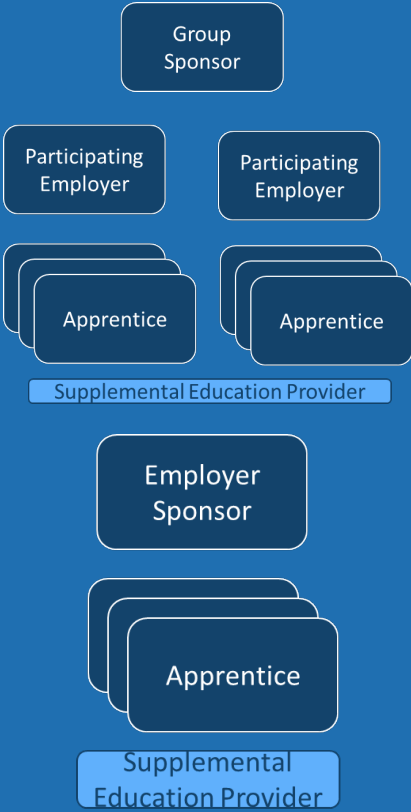 Group
Sponsor
Participating
Employer
Participating
Employer
Apprentice
Apprentice
Supplemental Education Provider
Employer
Sponsor
Apprentice
Supplemental
Education Provider